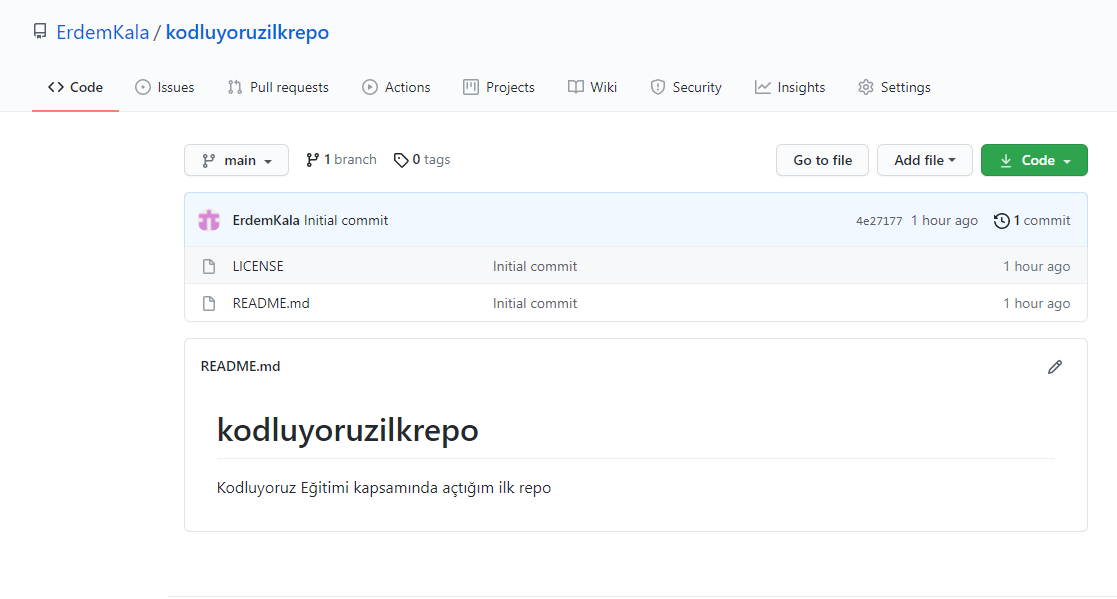 ErdemKala / kodluyoruzilkrepo
Code Issues Pull requests Actions Projects Wiki Security Insights Settings
main 1 branch 0 tags Go to file Add file Code
ErdemKala Initial commit 4e27177 1 hour ago 1 commit
LICENSE Initial commit 1 hour ago
README.md Initial commit 1 hour ago
README.md
kodluyoruzilkrepo
Kodluyoruz Eğitimi kapsamında açtığım ilk repo